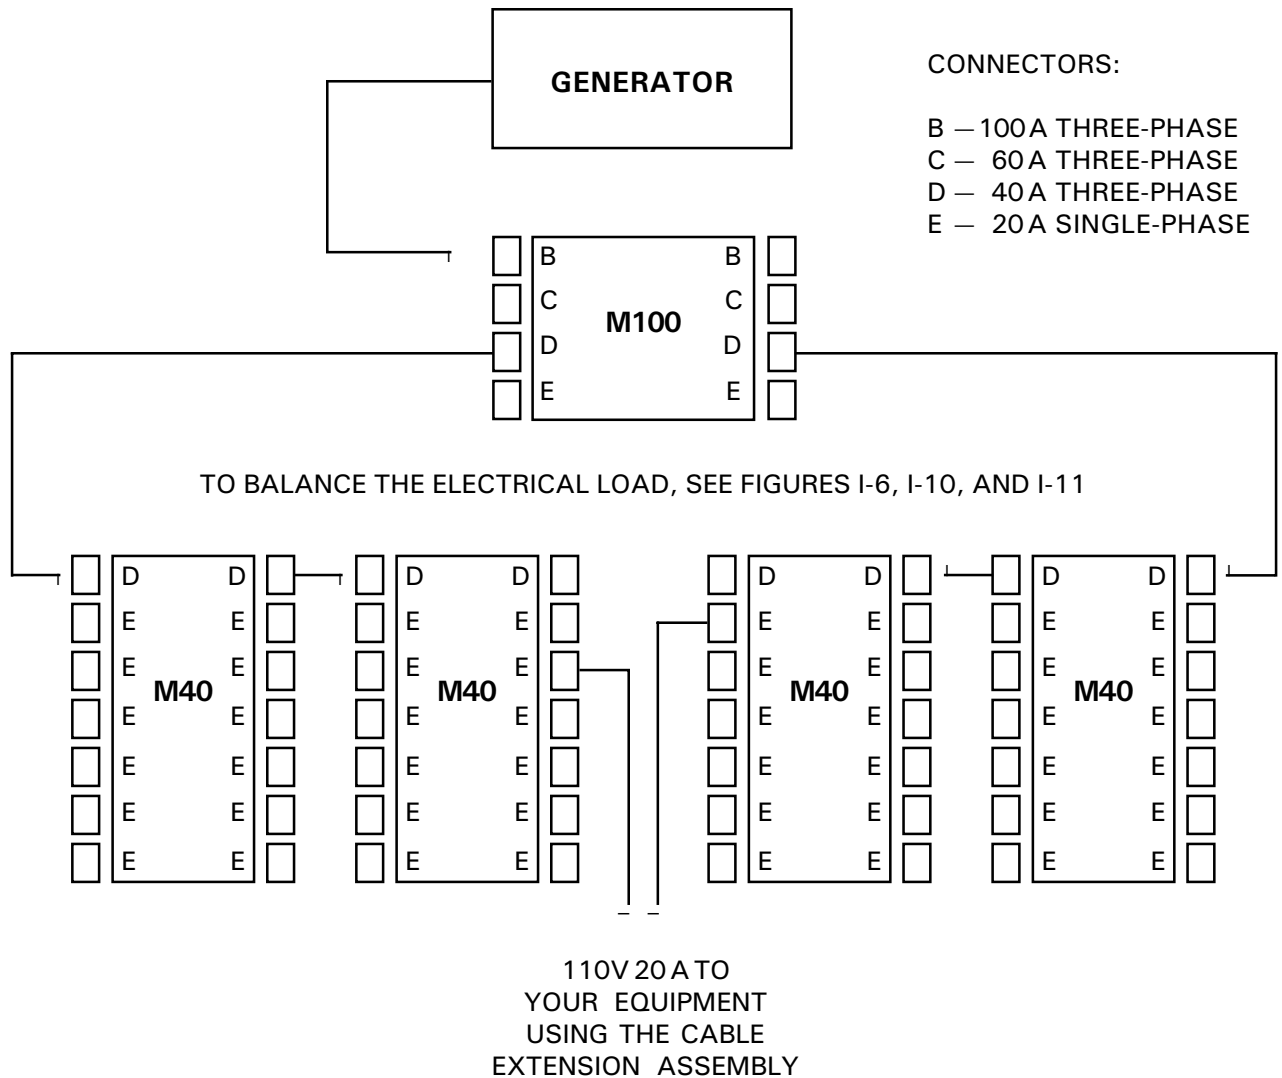 GENERATOR
CONNECTORS:
B — 100 A THREE-PHASE
C — 60 A THREE-PHASE
D — 40 A THREE-PHASE
E — 20 A SINGLE-PHASE
B B
C C
M100
D D
E E
TO BALANCE THE ELECTRICAL LOAD, SEE FIGURES I-6, I-10, AND I-11
D D D D D D D D
E E E E E E E E
E E E E E E E E
M40 M40 M40 M40
E E E E E E E E
E E E E E E E E
E E E E E E E E
E E E E E E E E
110V 20 A TO
YOUR EQUIPMENT
USING THE CABLE
EXTENSION ASSEMBLY